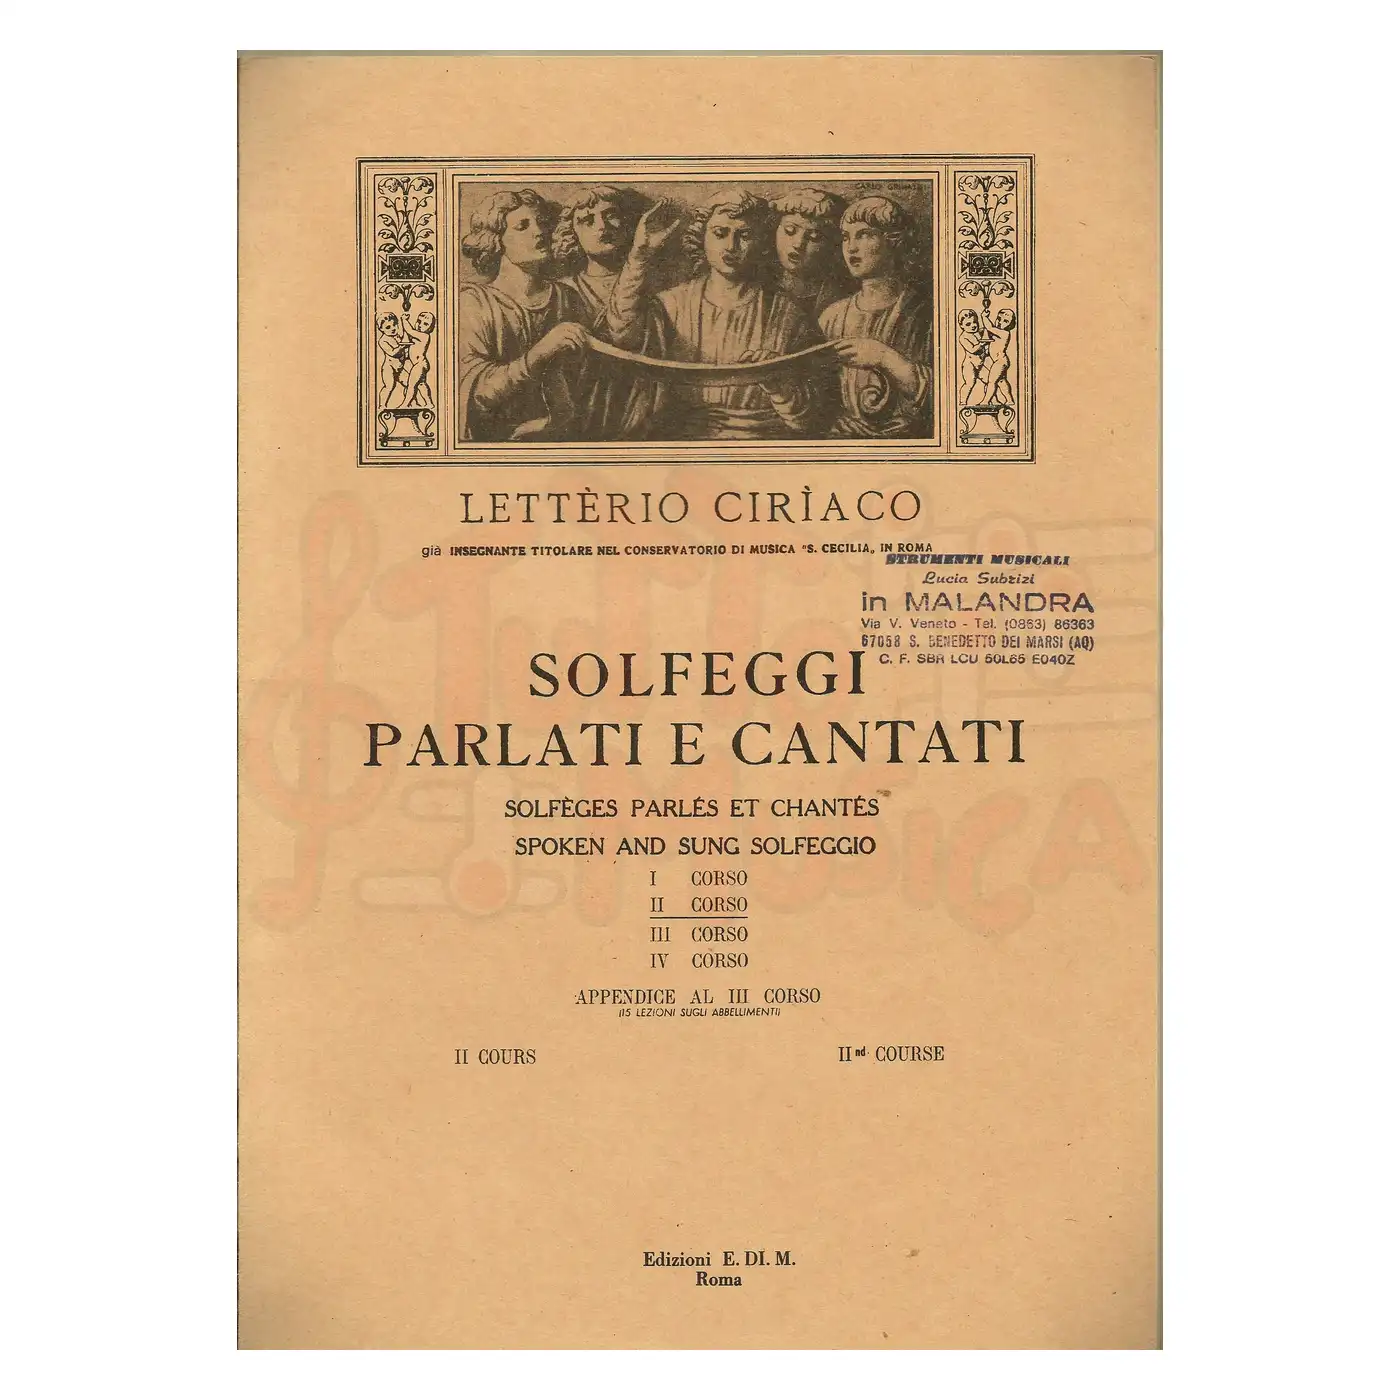 CARLO GRIMALDI
LETTÈRIO CIRÌACO
già INSEGNANTE TITOLARE NEL CONSERVATORIO DI MUSICA "S. CECILIA„ IN ROMA
STRUMENTI MUSICALI
Lucia Subrizi
in MALANDRA
Via V. Veneto - Tel. (0863) 86363
67058 S. BENEDETTO DEI MARSI (AQ)
C. F. SBR LCU 50L65 E040Z
SOLFEGGI
PARLATI E CANTATI
SOLFÈGES PARLÉS ET CHANTÉS
SPOKEN AND SUNG SOLFEGGIO
I CORSO
II CORSO
III CORSO
IV CORSO
APPENDICE AL III CORSO
(15 LEZIONI SUGLI ABBELLIMENTI)
II COURS
IInd COURSE
Edizioni E. DI. M.
Roma
Tutto Musica